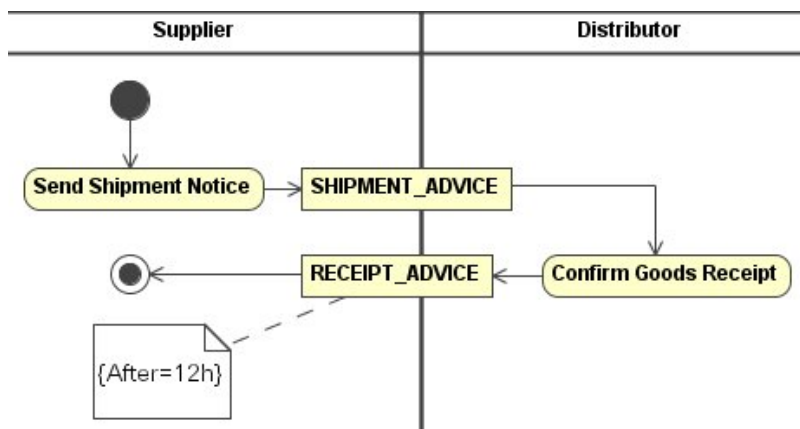 Supplier
Distributor
Send Shipment Notice
SHIPMENT_ADVICE
RECEIPT_ADVICE
Confirm Goods Receipt
{After=12h}